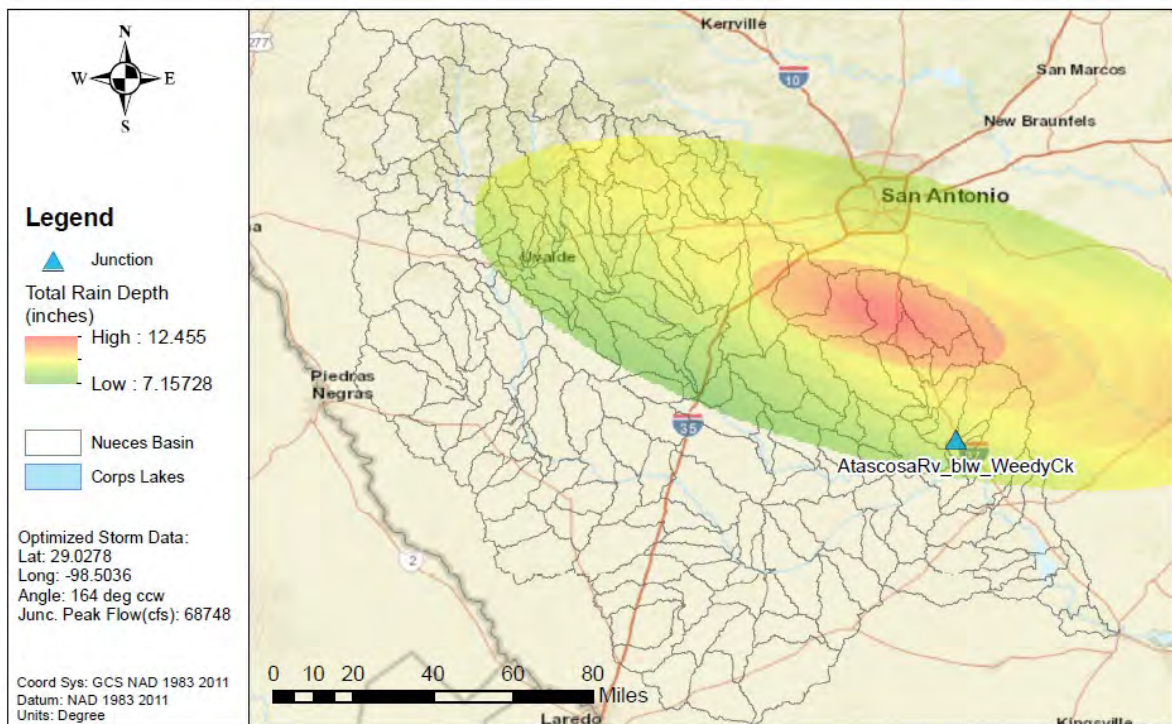 N
W E
S
Legend
Junction
Total Rain Depth
(inches)
High : 12.455
Low : 7.15728
Nueces Basin
Corps Lakes
Optimized Storm Data:
Lat: 29.0278
Long: -98.5036
Angle: 164 deg ccw
Junc. Peak Flow(cfs): 68748
Coord Sys: GCS NAD 1983 2011
Datum: NAD 1983 2011
Units: Degree
277
Kerrville
10
San Marcos
New Braunfels
San Antonio
a
Uvalde
Piedras
Negras
35
37
AtascosaRv_blw_WeedyCk
2
0 10 20 40 60 80
Miles
Laredo
Kingsville